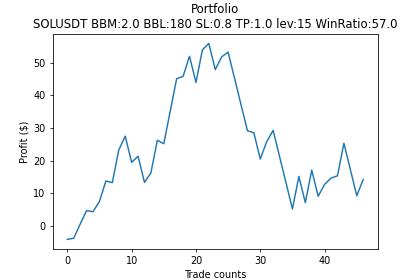 Portfolio
SOLUSDT BBM:2.0 BBL:180 SL:0.8 TP:1.0 lev:15 WinRatio:57.0
Profit ($)
50
40
30
20
10
0
0 10 20 30 40
Trade counts